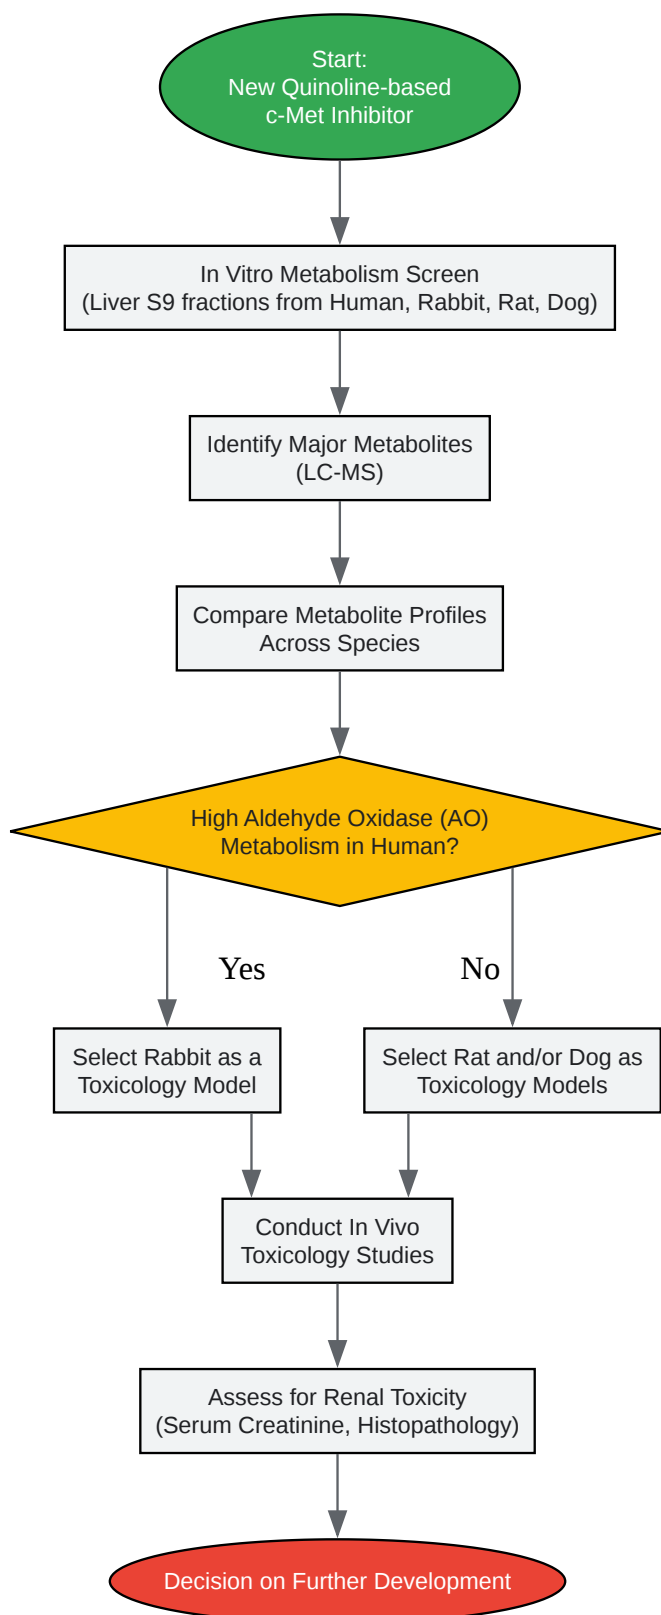 Start:
New Quinoline-based
c-Met Inhibitor
In Vitro Metabolism Screen
(Liver S9 fractions from Human, Rabbit, Rat, Dog)
Identify Major Metabolites
(LC-MS)
Compare Metabolite Profiles
Across Species
High Aldehyde Oxidase (AO)
Metabolism in Human?
Yes
No
Select Rabbit as a
Toxicology Model
Select Rat and/or Dog as
Toxicology Models
Conduct In Vivo
Toxicology Studies
Assess for Renal Toxicity
(Serum Creatinine, Histopathology)
Decision on Further Development